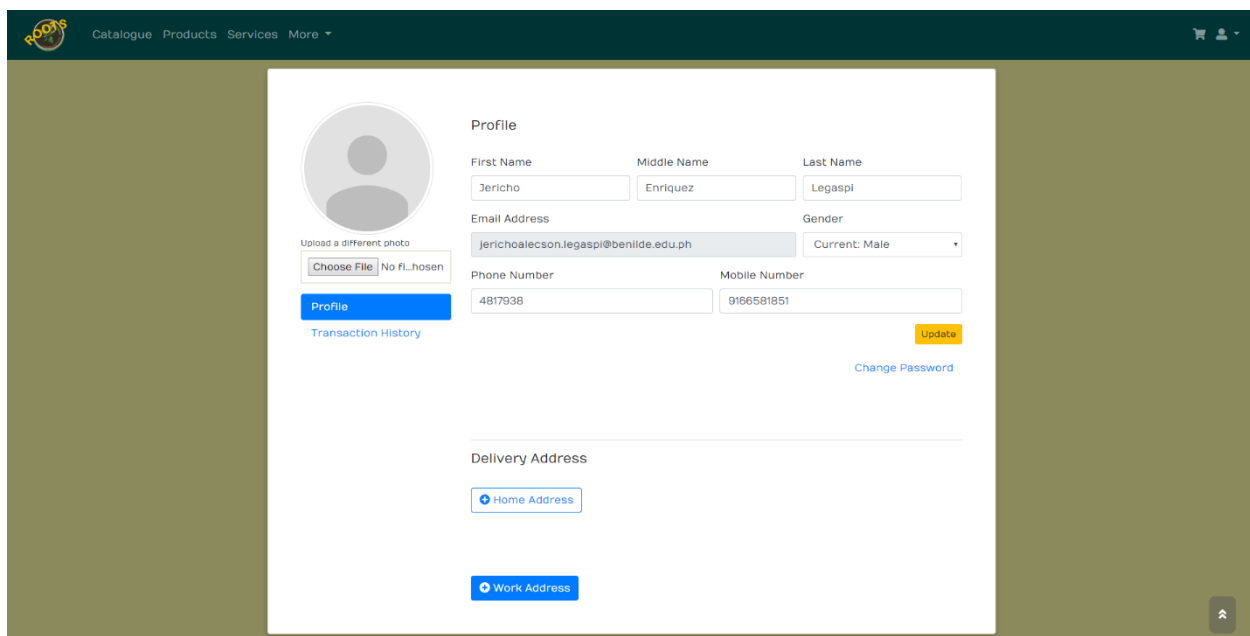 ROOTS
Catalogue Products Services More
Profile
First Name Middle Name Last Name
Jericho Enriquez Legaspi
Email Address Gender
jerichoalecson.legaspi@benilde.edu.ph Current: Male
Upload a different photo
Choose File No fi...hosen
Phone Number Mobile Number
4817938 9166581851
Profile
Transaction History
Update
Change Password
Delivery Address
Home Address
Work Address